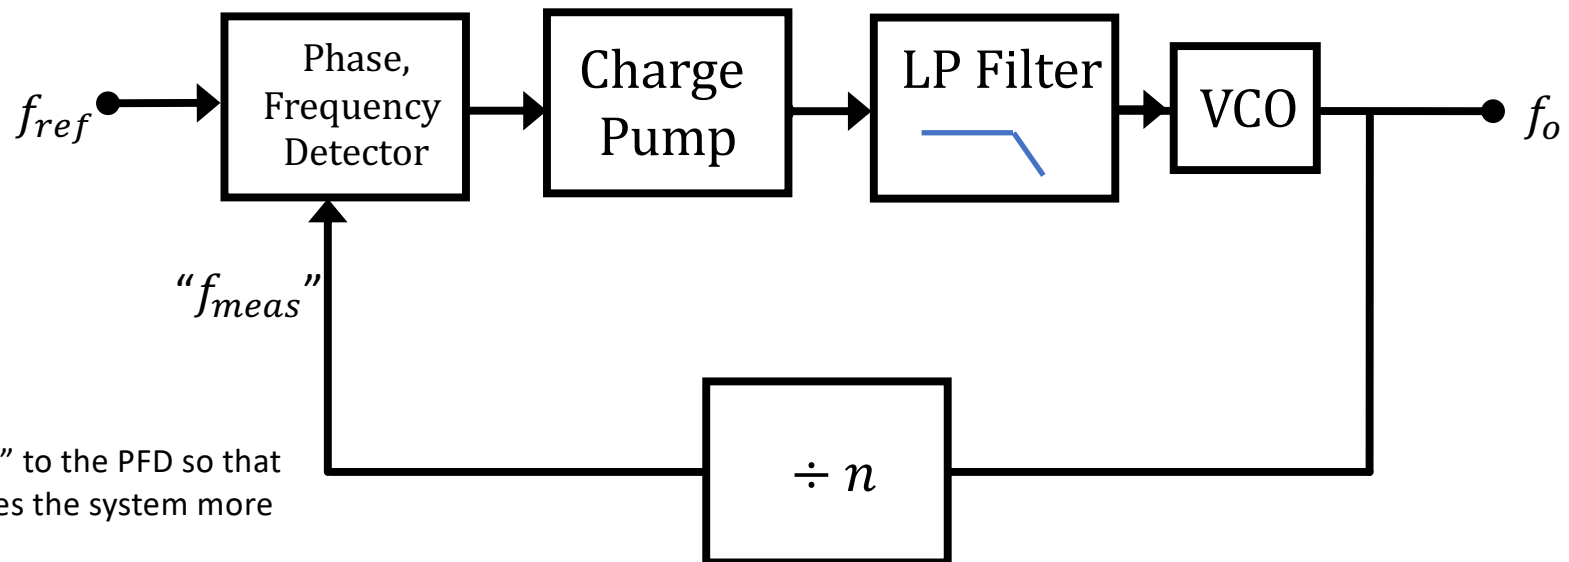 Phase,
Frequency
Detector
Charge
Pump
LP Filter
VCO
f_ref
f_o
“f_meas”
÷ n
” to the PFD so that
es the system more